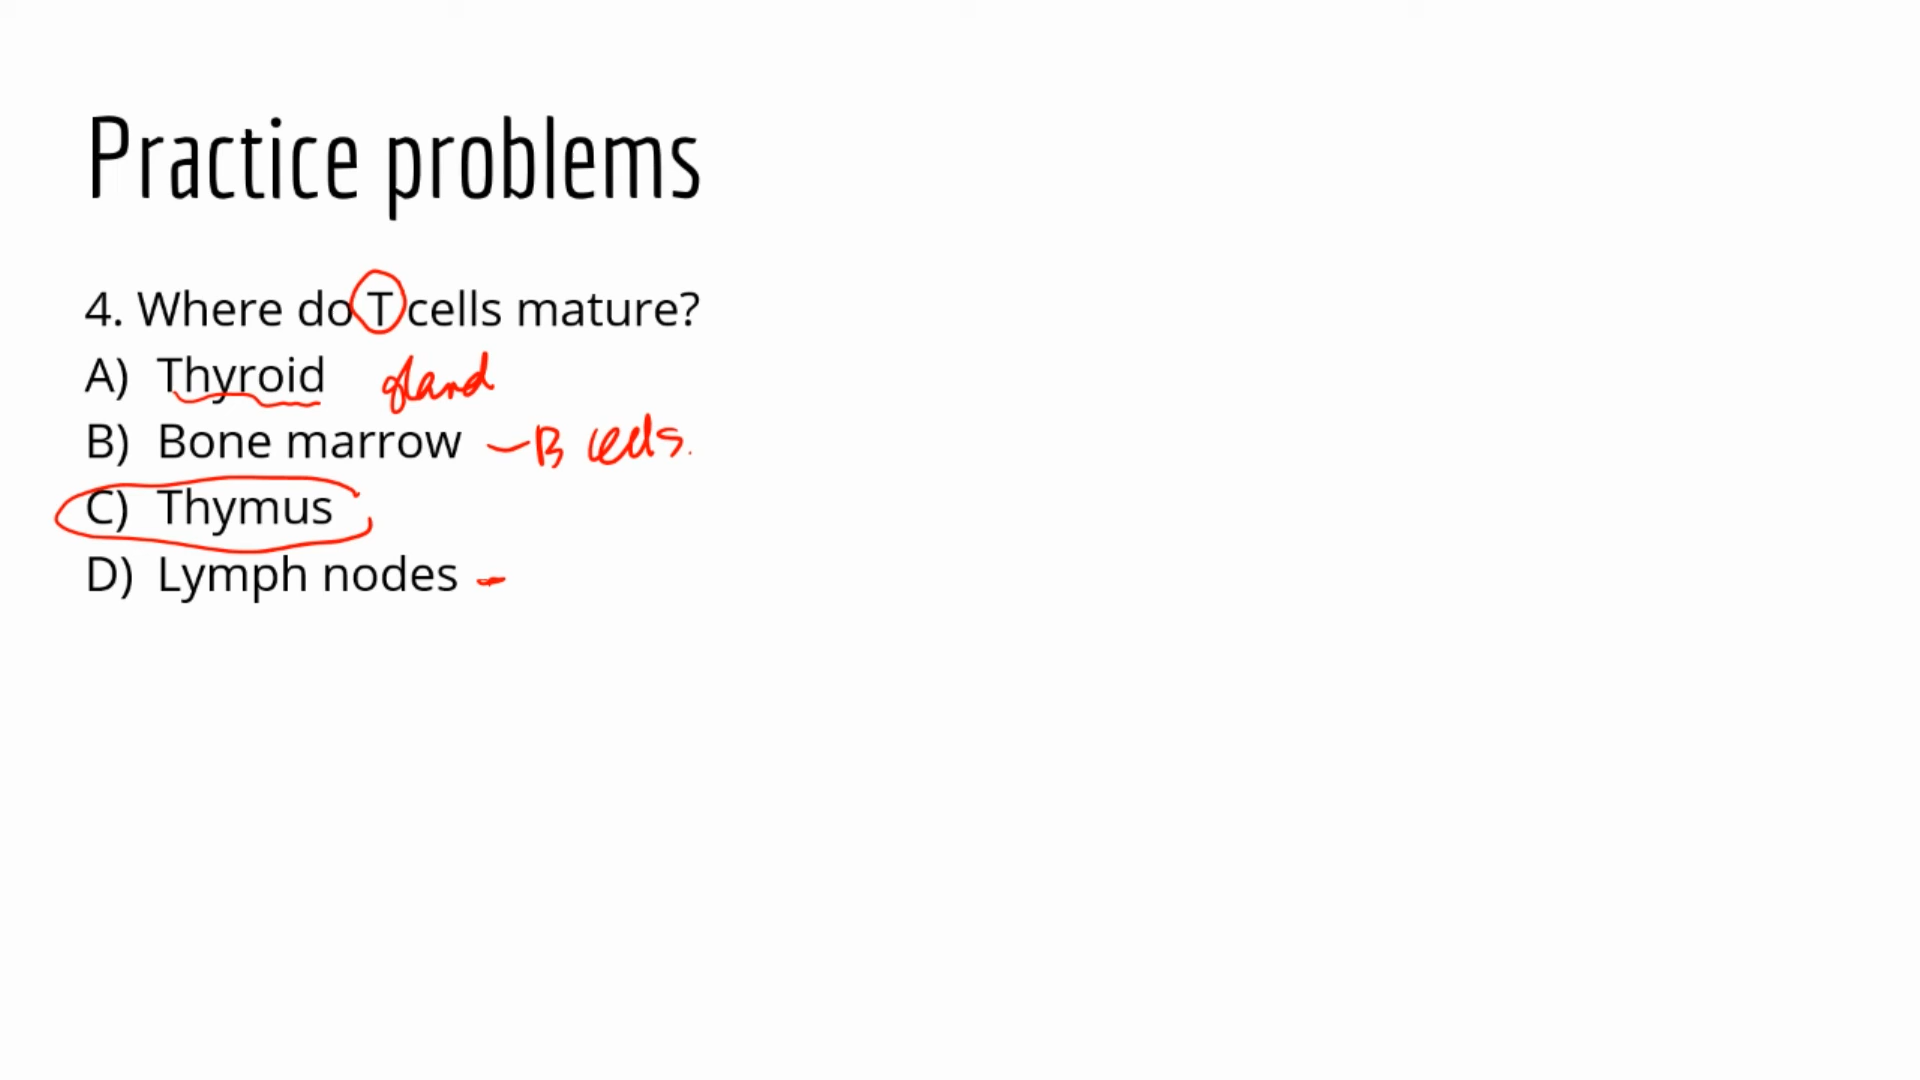 Practice problems
4. Where do T cells mature?
A) Thyroid gland
B) Bone marrow – B cells.
C) Thymus
D) Lymph nodes -